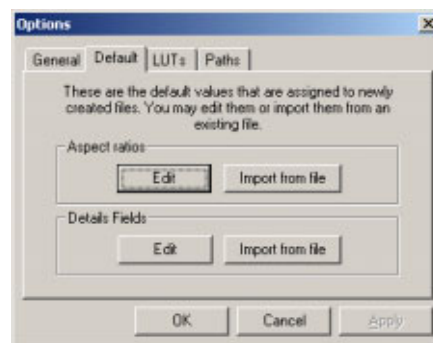 Options
General Default LUTs Paths
These are the default values that are assigned to newly
created files. You may edit them or import them from an
existing file.
Aspect ratios
Edit Import from file
Details Fields
Edit Import from file
OK Cancel Apply